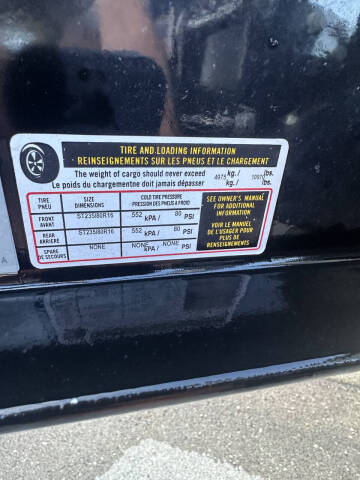 TIRE AND LOADING INFORMATION
RENSEIGNEMENTS SUR LES PNEUS ET LE CHARGEMENT
The weight of cargo should never exceed 4975 kg./ lbs.
Le poids du chargementne doit jamais dépasser kg./ lbs.
TIRE PNEU SIZE DIMENSIONS COLD TIRE PRESSURE PRESSION DES PNEUS A FROID
FRONT AVANT ST235/80R16 552 kPA / 80 PSI
REAR ARRIÈRE ST235/80R16 552 kPA / 80 PSI
SPARE DE SECOURS NONE NONE kPA / NONE PSI
SEE OWNER'S MANUAL
FOR ADDITIONAL
INFORMATION
VOIR LE MANUEL
DE L'USAGER POUR
PLUS DE
RENSEIGNEMENTS
A